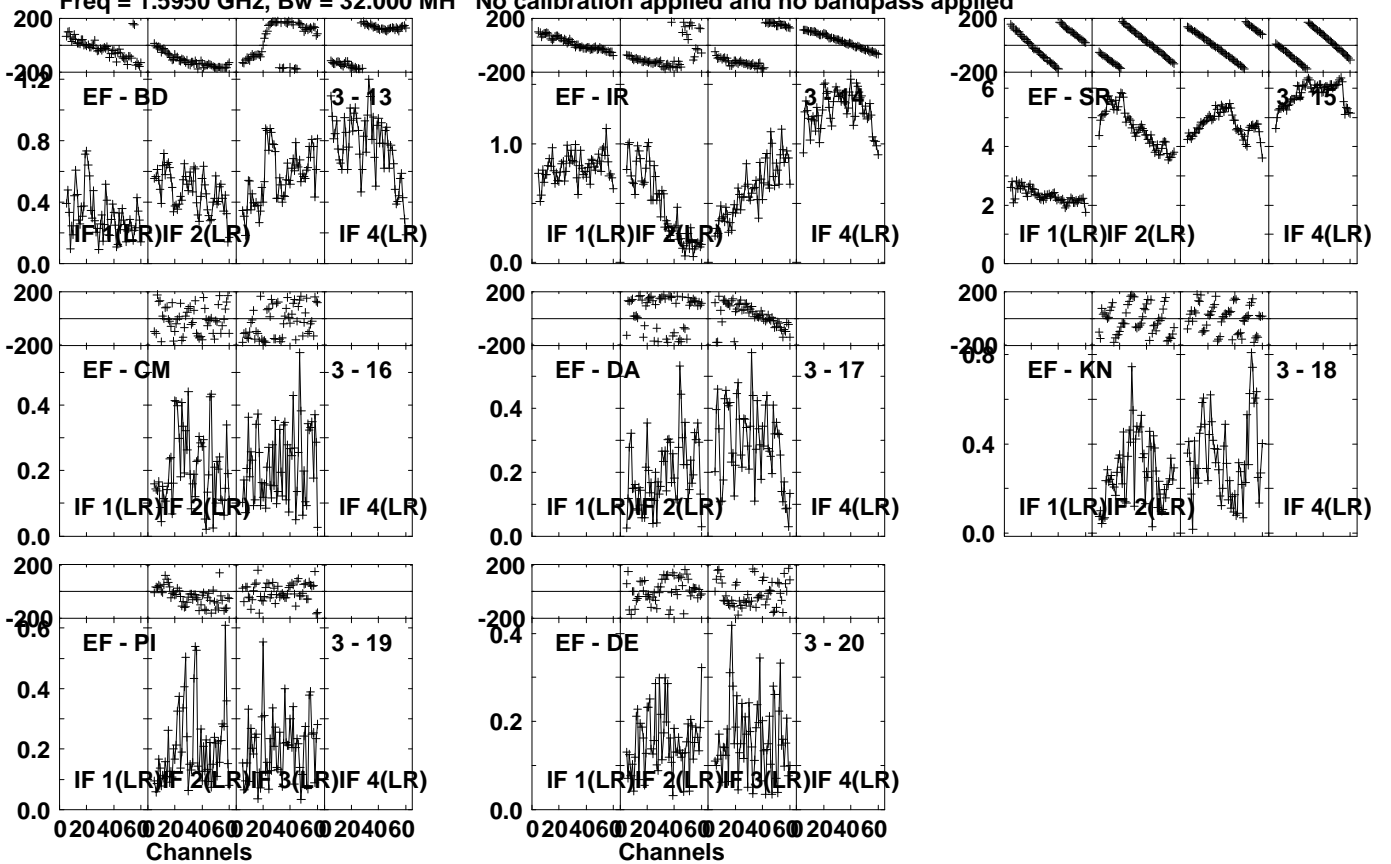 Freq = 1.5950 GHz, Bw = 32.000 MH No calibration applied and no bandpass applied
200
-200
1.2
0.8
0.4
0.0
EF - BD
3 - 13
IF 1(LR)
IF 2(LR)
IF 4(LR)
200
-200
1.0
0.0
EF - IR
3 - 14
IF 1(LR)
IF 2(LR)
IF 4(LR)
200
-200
6
4
2
0
EF - SR
3 - 15
IF 1(LR)
IF 2(LR)
IF 4(LR)
200
-200
0.4
0.2
0.0
EF - CM
3 - 16
IF 1(LR)
IF 2(LR)
IF 4(LR)
200
-200
0.4
0.2
0.0
EF - DA
3 - 17
IF 1(LR)
IF 2(LR)
IF 4(LR)
200
-200
0.8
0.4
0.0
EF - KN
3 - 18
IF 1(LR)
IF 2(LR)
IF 4(LR)
200
-200
0.6
0.4
0.2
0.0
EF - PI
3 - 19
IF 1(LR)
IF 2(LR)
IF 3(LR)
IF 4(LR)
0 20 40 60 0 20 40 60 0 20 40 60 0 20 40 60
Channels
200
-200
0.4
0.2
0.0
EF - DE
3 - 20
IF 1(LR)
IF 2(LR)
IF 3(LR)
IF 4(LR)
0 20 40 60 0 20 40 60 0 20 40 60 0 20 40 60
Channels